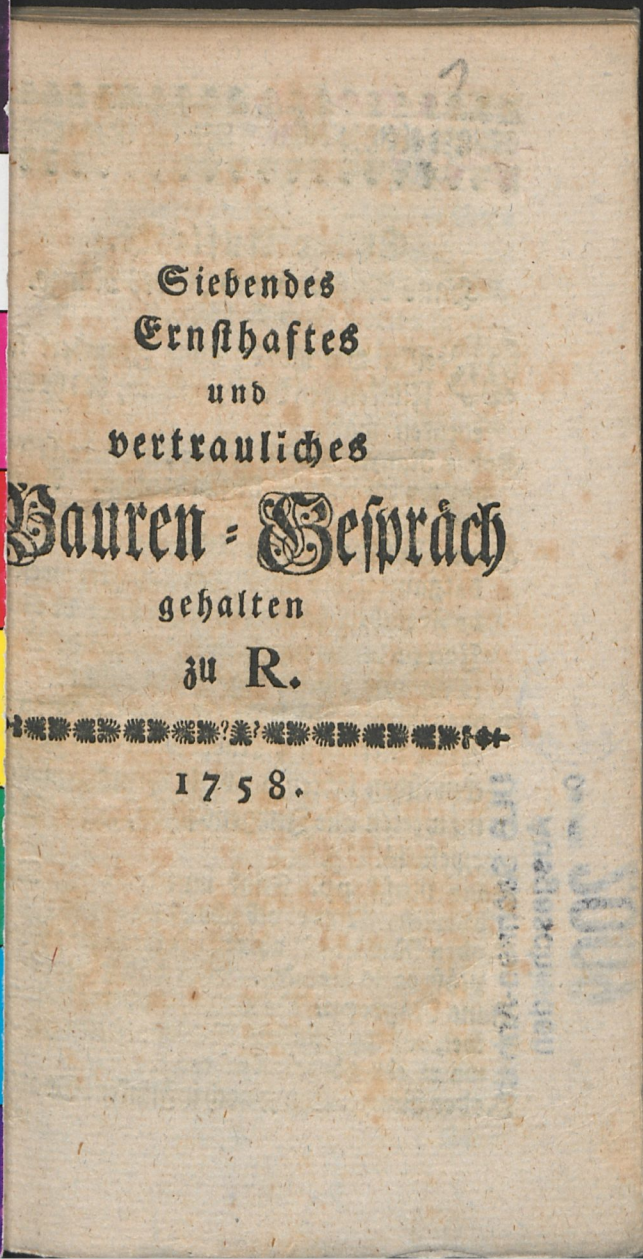 Siebendes
Ernsthaftes
und
vertrauliches
Bauren-Gespräch
gehalten
zu R.
1758.